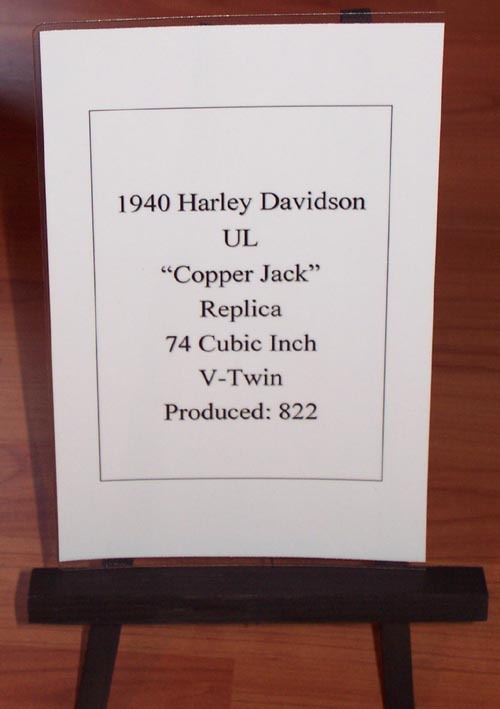 1940 Harley Davidson
UL
“Copper Jack”
Replica
74 Cubic Inch
V-Twin
Produced: 822